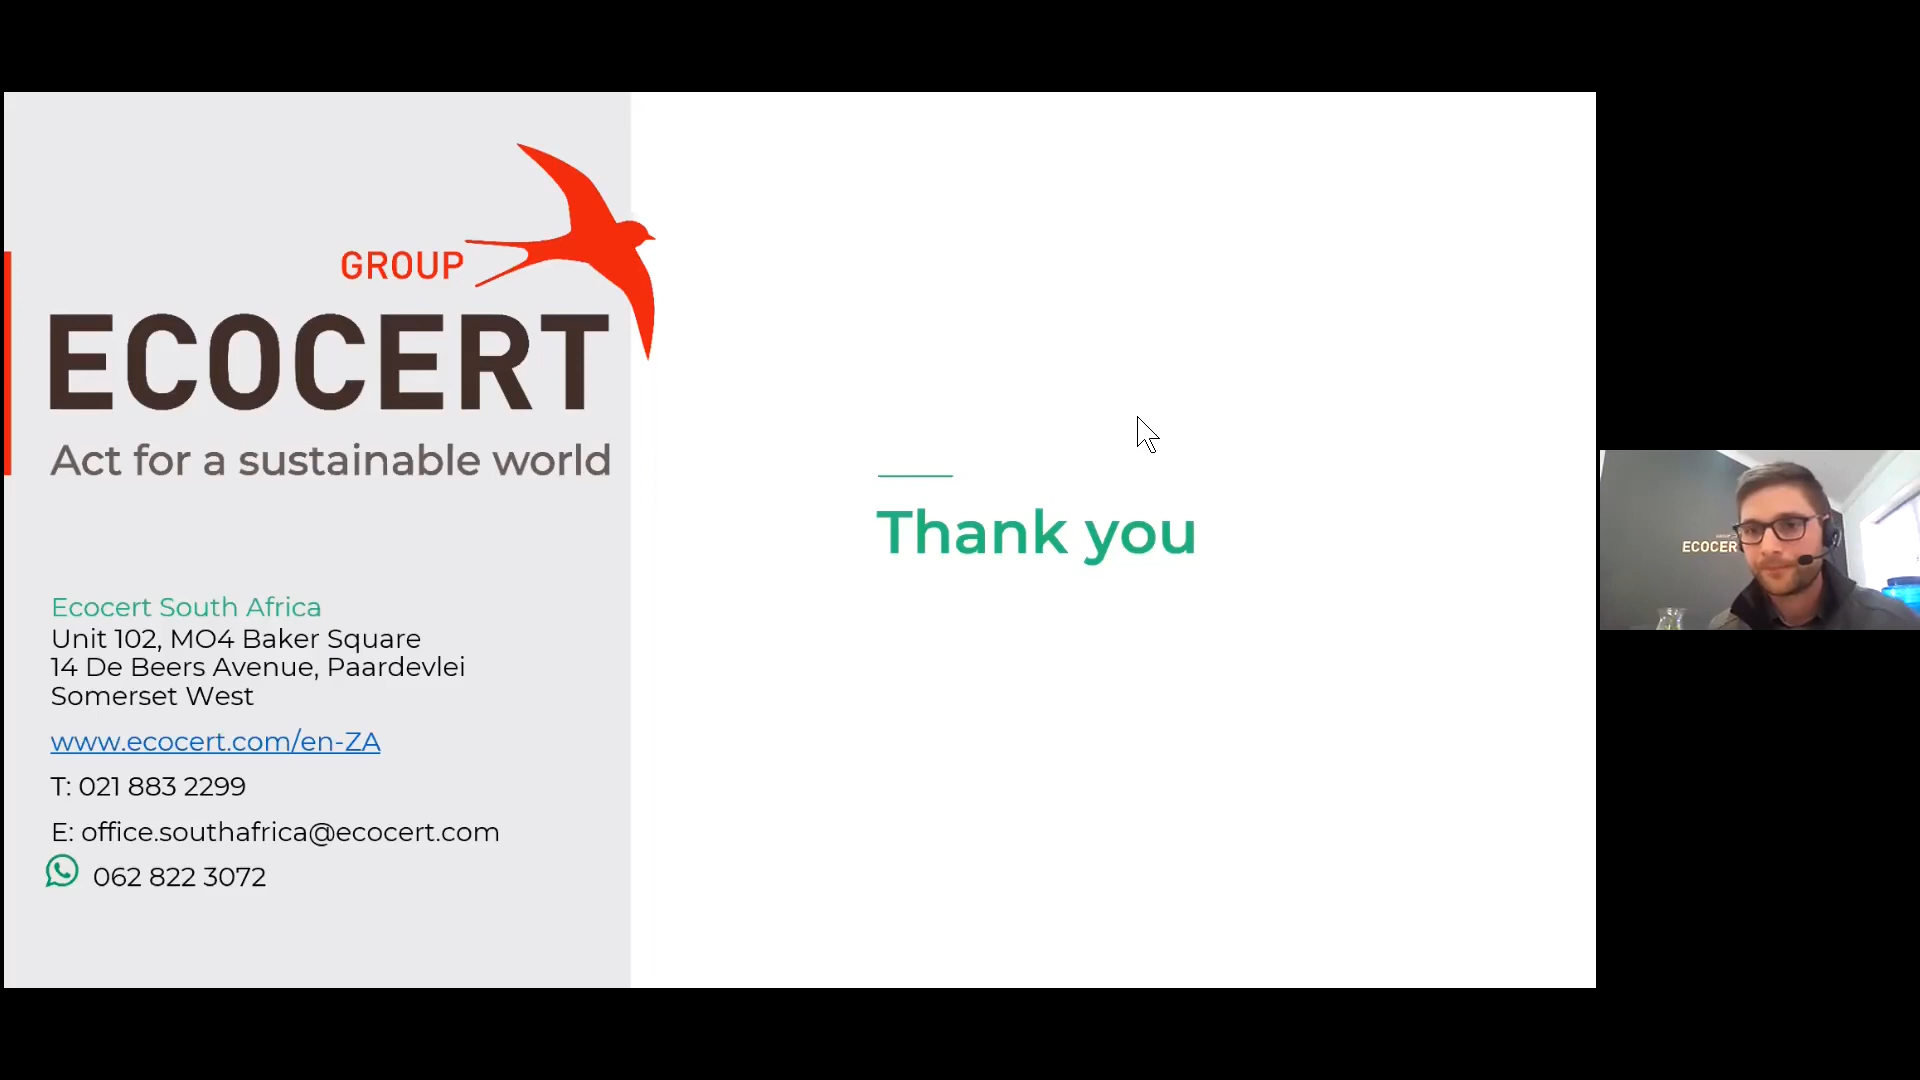 GROUP
ECOCERT
Act for a sustainable world
Thank you
Ecocert South Africa
Unit 102, MO4 Baker Square
14 De Beers Avenue, Paardevlei
Somerset West
www.ecocert.com/en-ZA
T: 021 883 2299
E: office.southafrica@ecocert.com
062 822 3072
ECOCER